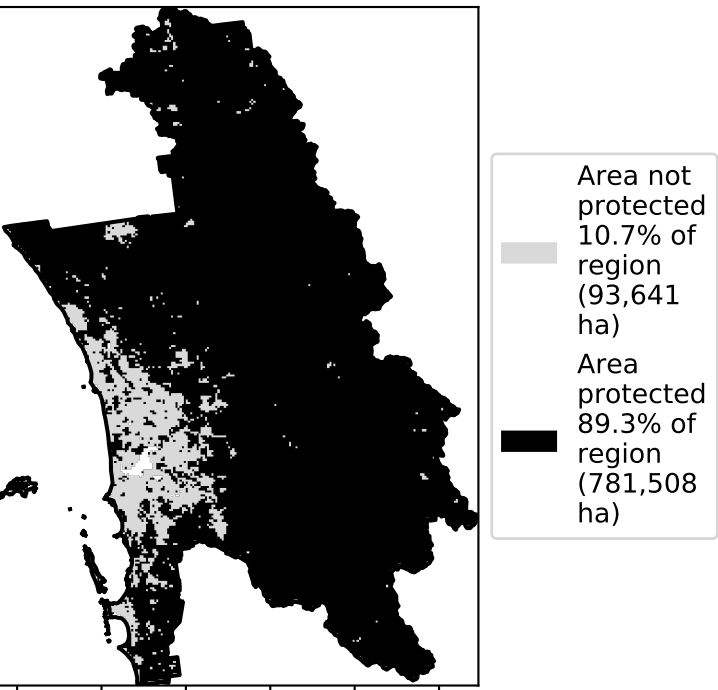 Area not
protected
10.7% of
region
(93,641
ha)
Area
protected
89.3% of
region
(781,508
ha)